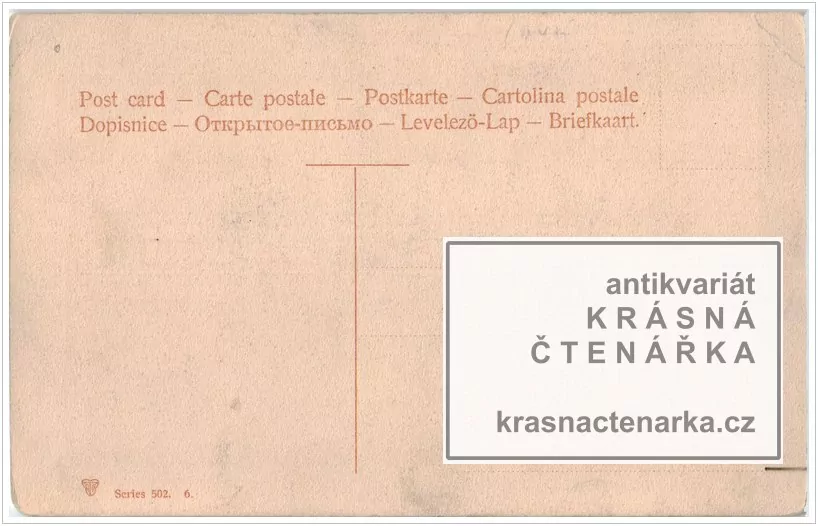 Post card — Carte postale — Postkarte — Cartolina postale
Dopisnice — Открытое-письмо — Levelezö-Lap — Briefkaart.
antikvariát
KRÁSNÁ
ČTENÁŘKA
krasnactenarka.cz
Series 502. 6.